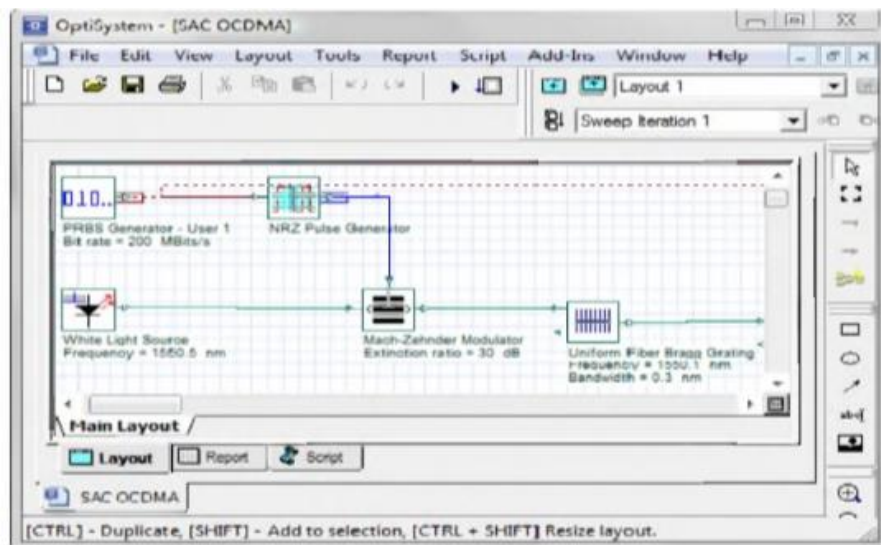 OptiSystem - [SAC OCDMA]
File Edit View Layout Tools Report Script Add-Ins Window Help
Layout 1
Sweep Iteration 1
010..
PRBS Generator - User 1
Bit rate = 200 MBits/s
NRZ Pulse Generator
White Light Source
Frequency = 1550.5 nm
Mach-Zehnder Modulator
Extinction ratio = 30 dB
Uniform Fiber Bragg Grating
Frequency = 1550.1 nm
Bandwidth = 0.3 nm
Main Layout
Layout Report Script
SAC OCDMA
[CTRL] - Duplicate, [SHIFT] - Add to selection, [CTRL + SHIFT] Resize layout.